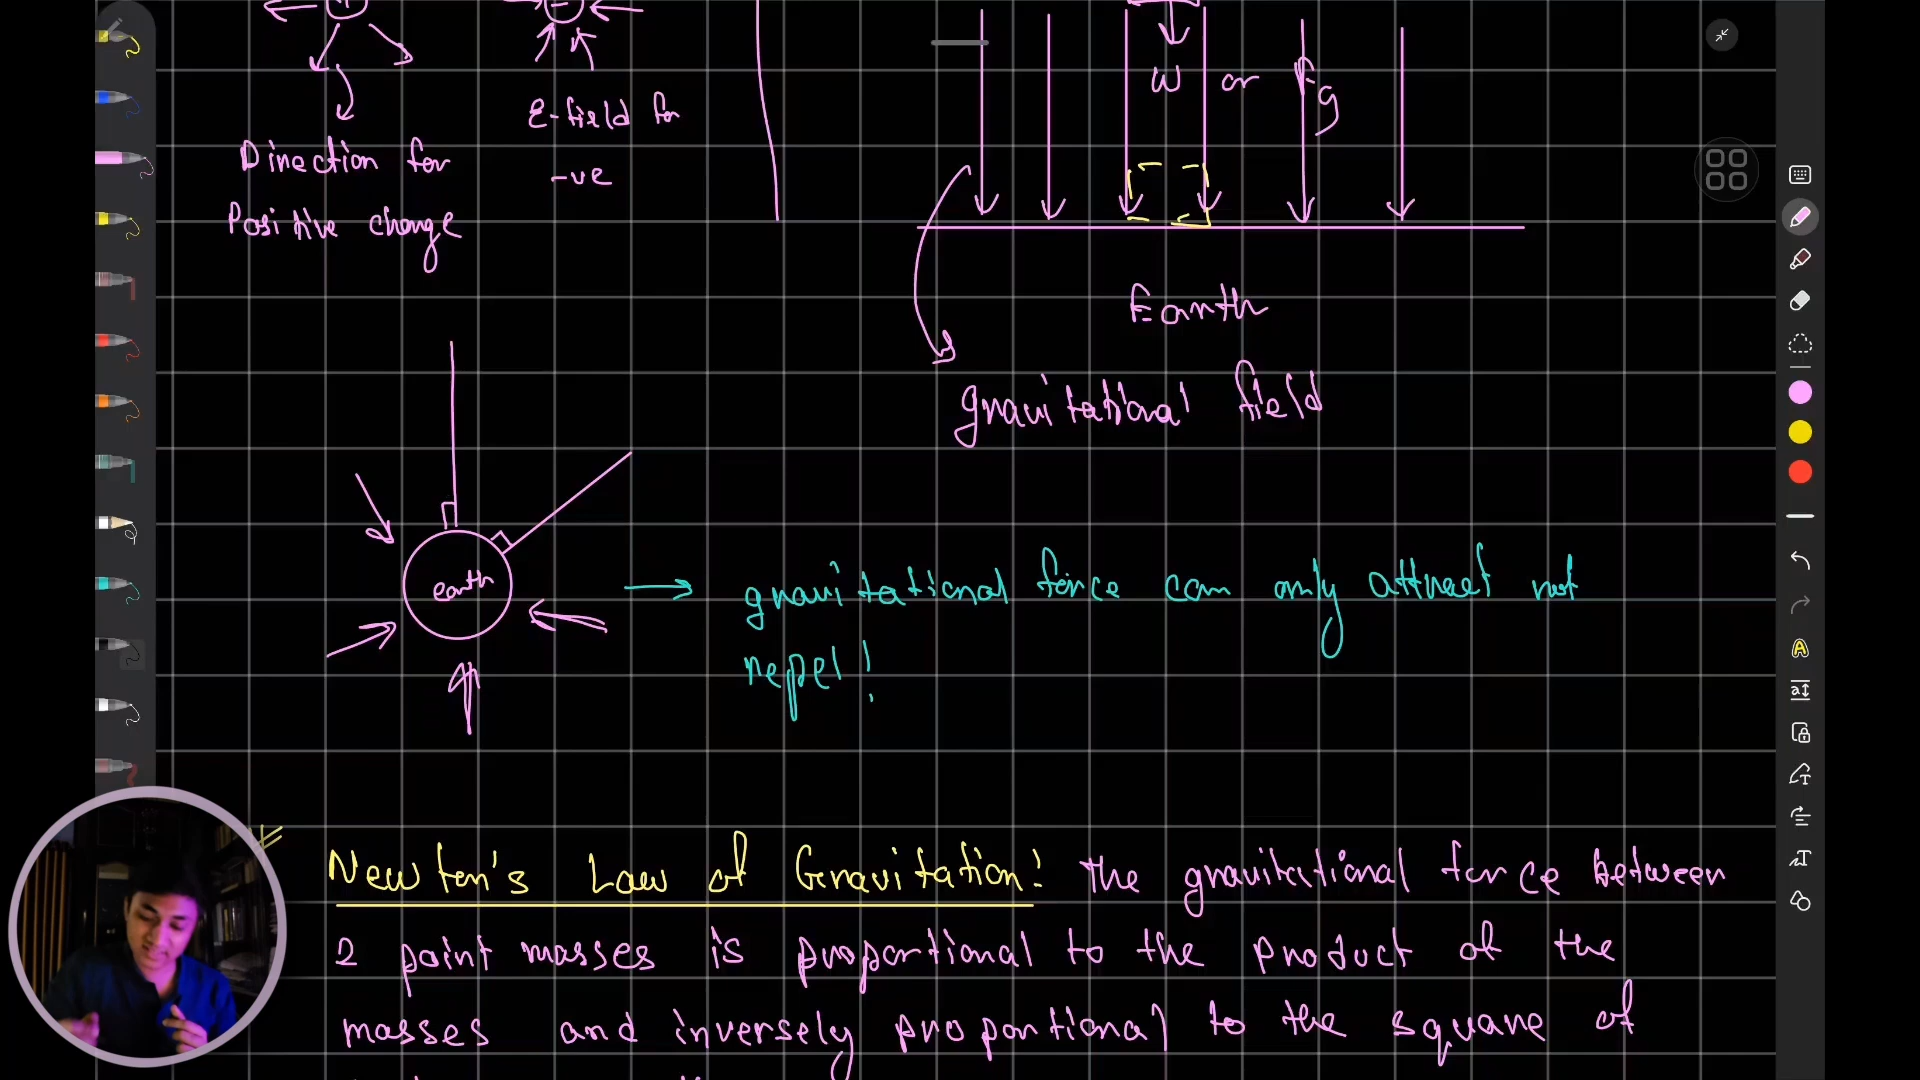 W or Fg
E-field for
-ve
Direction for
Positive charge
Earth
gravitational field
earth
gravitational force can only attract not
repel!
Newton's Law of Gravitation: The gravitational force between
2 point masses is proportional to the product of the
masses and inversely proportional to the square of